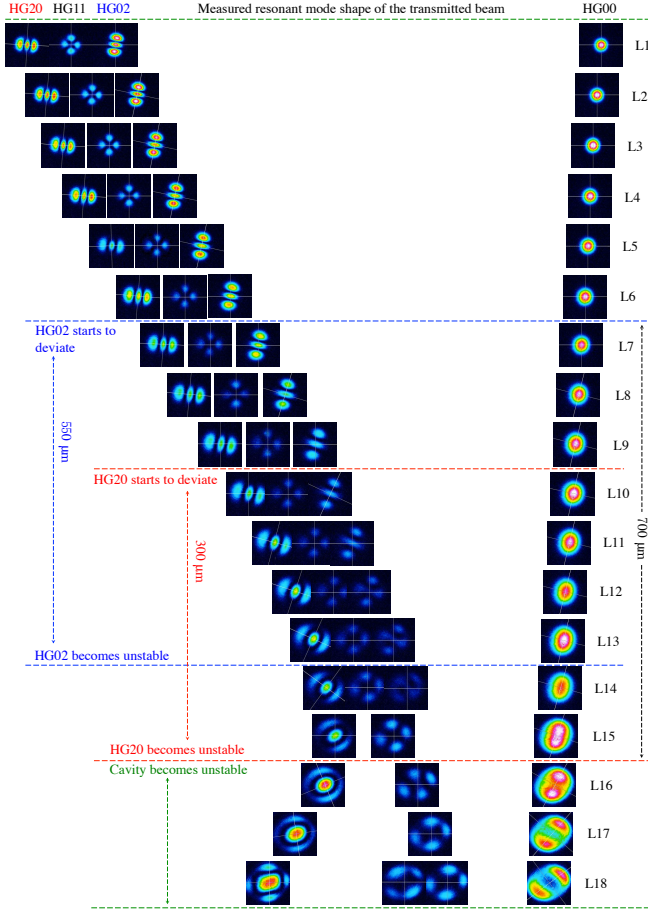 HG20 HG11 HG02 Measured resonant mode shape of the transmitted beam HG00
L1
L2
L3
L4
L5
L6
HG02 starts to
deviate
L7
L8
550 µm
L9
HG20 starts to deviate
L10
700 µm
L11
300 µm
L12
L13
HG02 becomes unstable
L14
L15
HG20 becomes unstable
Cavity becomes unstable
L16
L17
L18